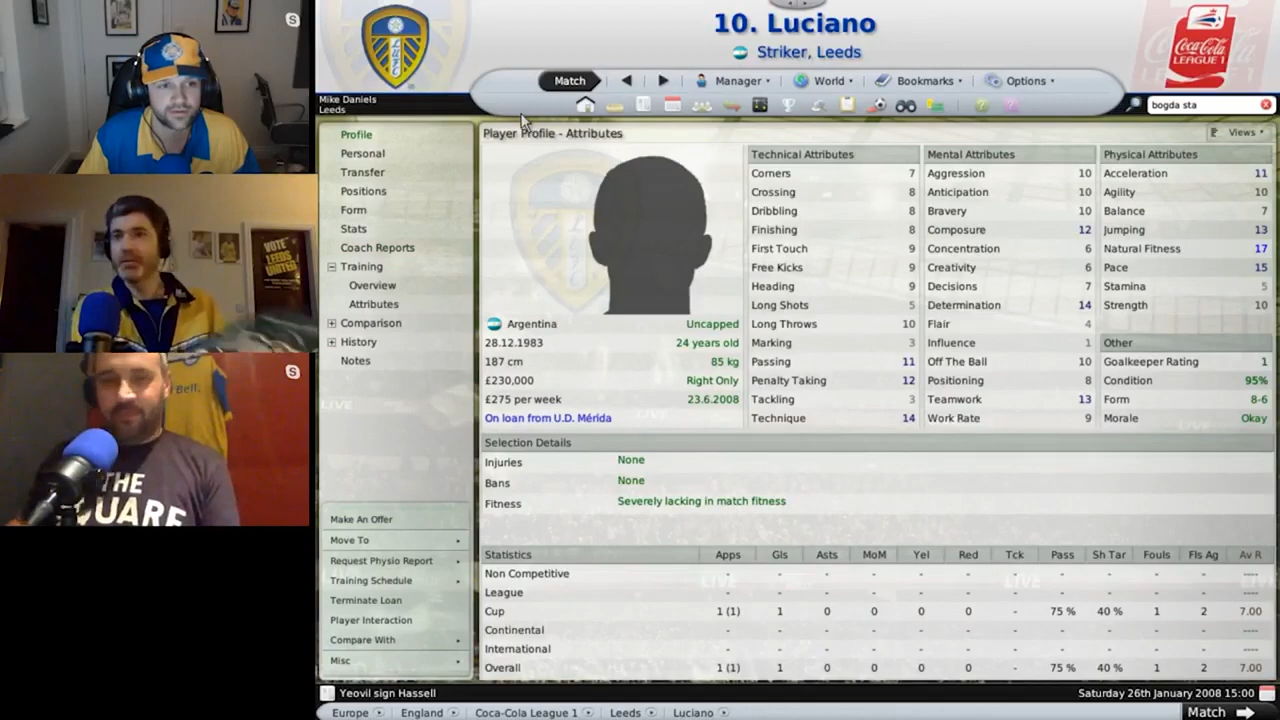 10. Luciano
Striker, Leeds
Coca-Cola
LEAGUE 1
Match
Manager
World
Bookmarks
Options
Mike Daniels
Leeds
bogda sta
Profile
Personal
Transfer
Positions
Form
Stats
Coach Reports
Training
Overview
Attributes
Comparison
History
Notes
Make An Offer
Move To
Request Physio Report
Training Schedule
Terminate Loan
Player Interaction
Compare With
Misc
Player Profile - Attributes
Views
Argentina Uncapped
28.12.1983 24 years old
187 cm 85 kg
£230,000 Right Only
£275 per week 23.6.2008
On loan from U.D. Mérida
Technical Attributes
Corners 7
Crossing 8
Dribbling 8
Finishing 8
First Touch 9
Free Kicks 9
Heading 9
Long Shots 5
Long Throws 10
Marking 3
Passing 11
Penalty Taking 12
Tackling 3
Technique 14
Mental Attributes
Aggression 10
Anticipation 10
Bravery 10
Composure 12
Concentration 6
Creativity 6
Decisions 7
Determination 14
Flair 4
Influence 1
Off The Ball 10
Positioning 8
Teamwork 13
Work Rate 9
Physical Attributes
Acceleration 11
Agility 10
Balance 7
Jumping 13
Natural Fitness 17
Pace 15
Stamina 5
Strength 10
Other
Goalkeeper Rating 1
Condition 95%
Form 8-6
Morale Okay
Selection Details
Injuries None
Bans None
Fitness Severely lacking in match fitness
Statistics Apps Gls Asts MoM Yel Red Tck Pass Sh Tar Fouls Fls Ag Av R
Non Competitive - - - - - - - - - - - ----
League - - - - - - - - - - - ----
Cup 1 (1) 1 0 0 0 0 - 75 % 40 % 1 2 7.00
Continental - - - - - - - - - - - ----
International - - - - - - - - - - - ----
Overall 1 (1) 1 0 0 0 0 - 75 % 40 % 1 2 7.00
Yeovil sign Hassell
Saturday 26th January 2008 15:00
Europe
England
Coca-Cola League 1
Leeds
Luciano
Match
VOTE
LEEDS
UNITED
Bell.
THE
SQUARE